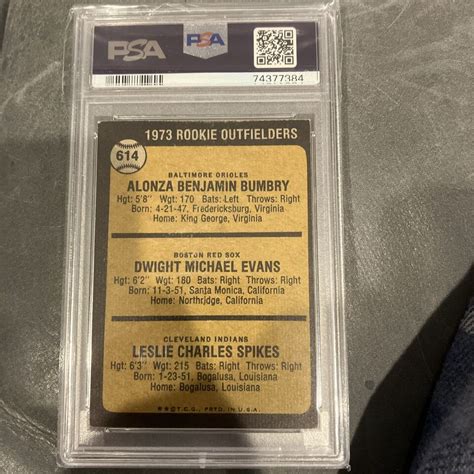 PSA
PSA
74377384
1973 ROOKIE OUTFIELDERS
614
BALTIMORE ORIOLES
ALONZA BENJAMIN BUMBRY
Hgt: 5'8" Wgt: 170 Bats: Left Throws: Right
Born: 4-21-47, Fredericksburg, Virginia
Home: King George, Virginia
BOSTON RED SOX
DWIGHT MICHAEL EVANS
Hgt: 6'2" Wgt: 180 Bats: Right Throws: Right
Born: 11-3-51, Santa Monica, California
Home: Northridge, California
CLEVELAND INDIANS
LESLIE CHARLES SPIKES
Hgt: 6'3" Wgt: 215 Bats: Right Throws: Right
Born: 1-23-51, Bogalusa, Louisiana
Home: Bogalusa, Louisiana
©T.C.G. PRTD. IN U.S.A.